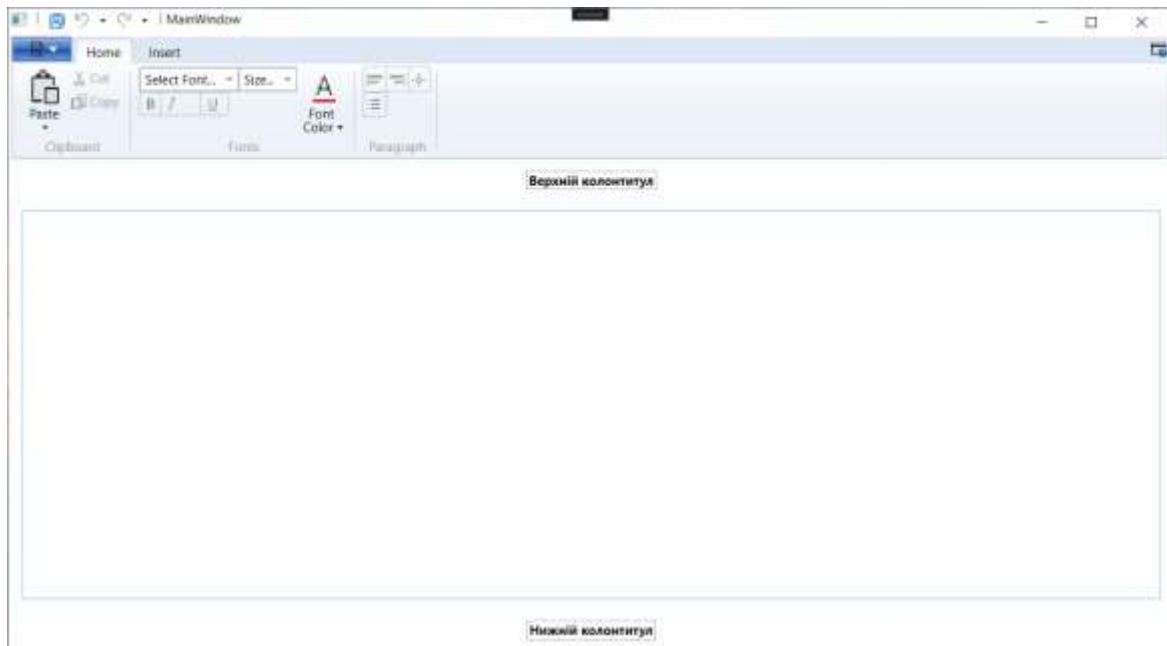 MainWindow
Home Insert
Paste
Cut
Copy
Clipboard
Select Font... Size...
B I U
A
Font
Color
Fonts
Paragraph
Верхній колонтитул
Нижній колонтитул